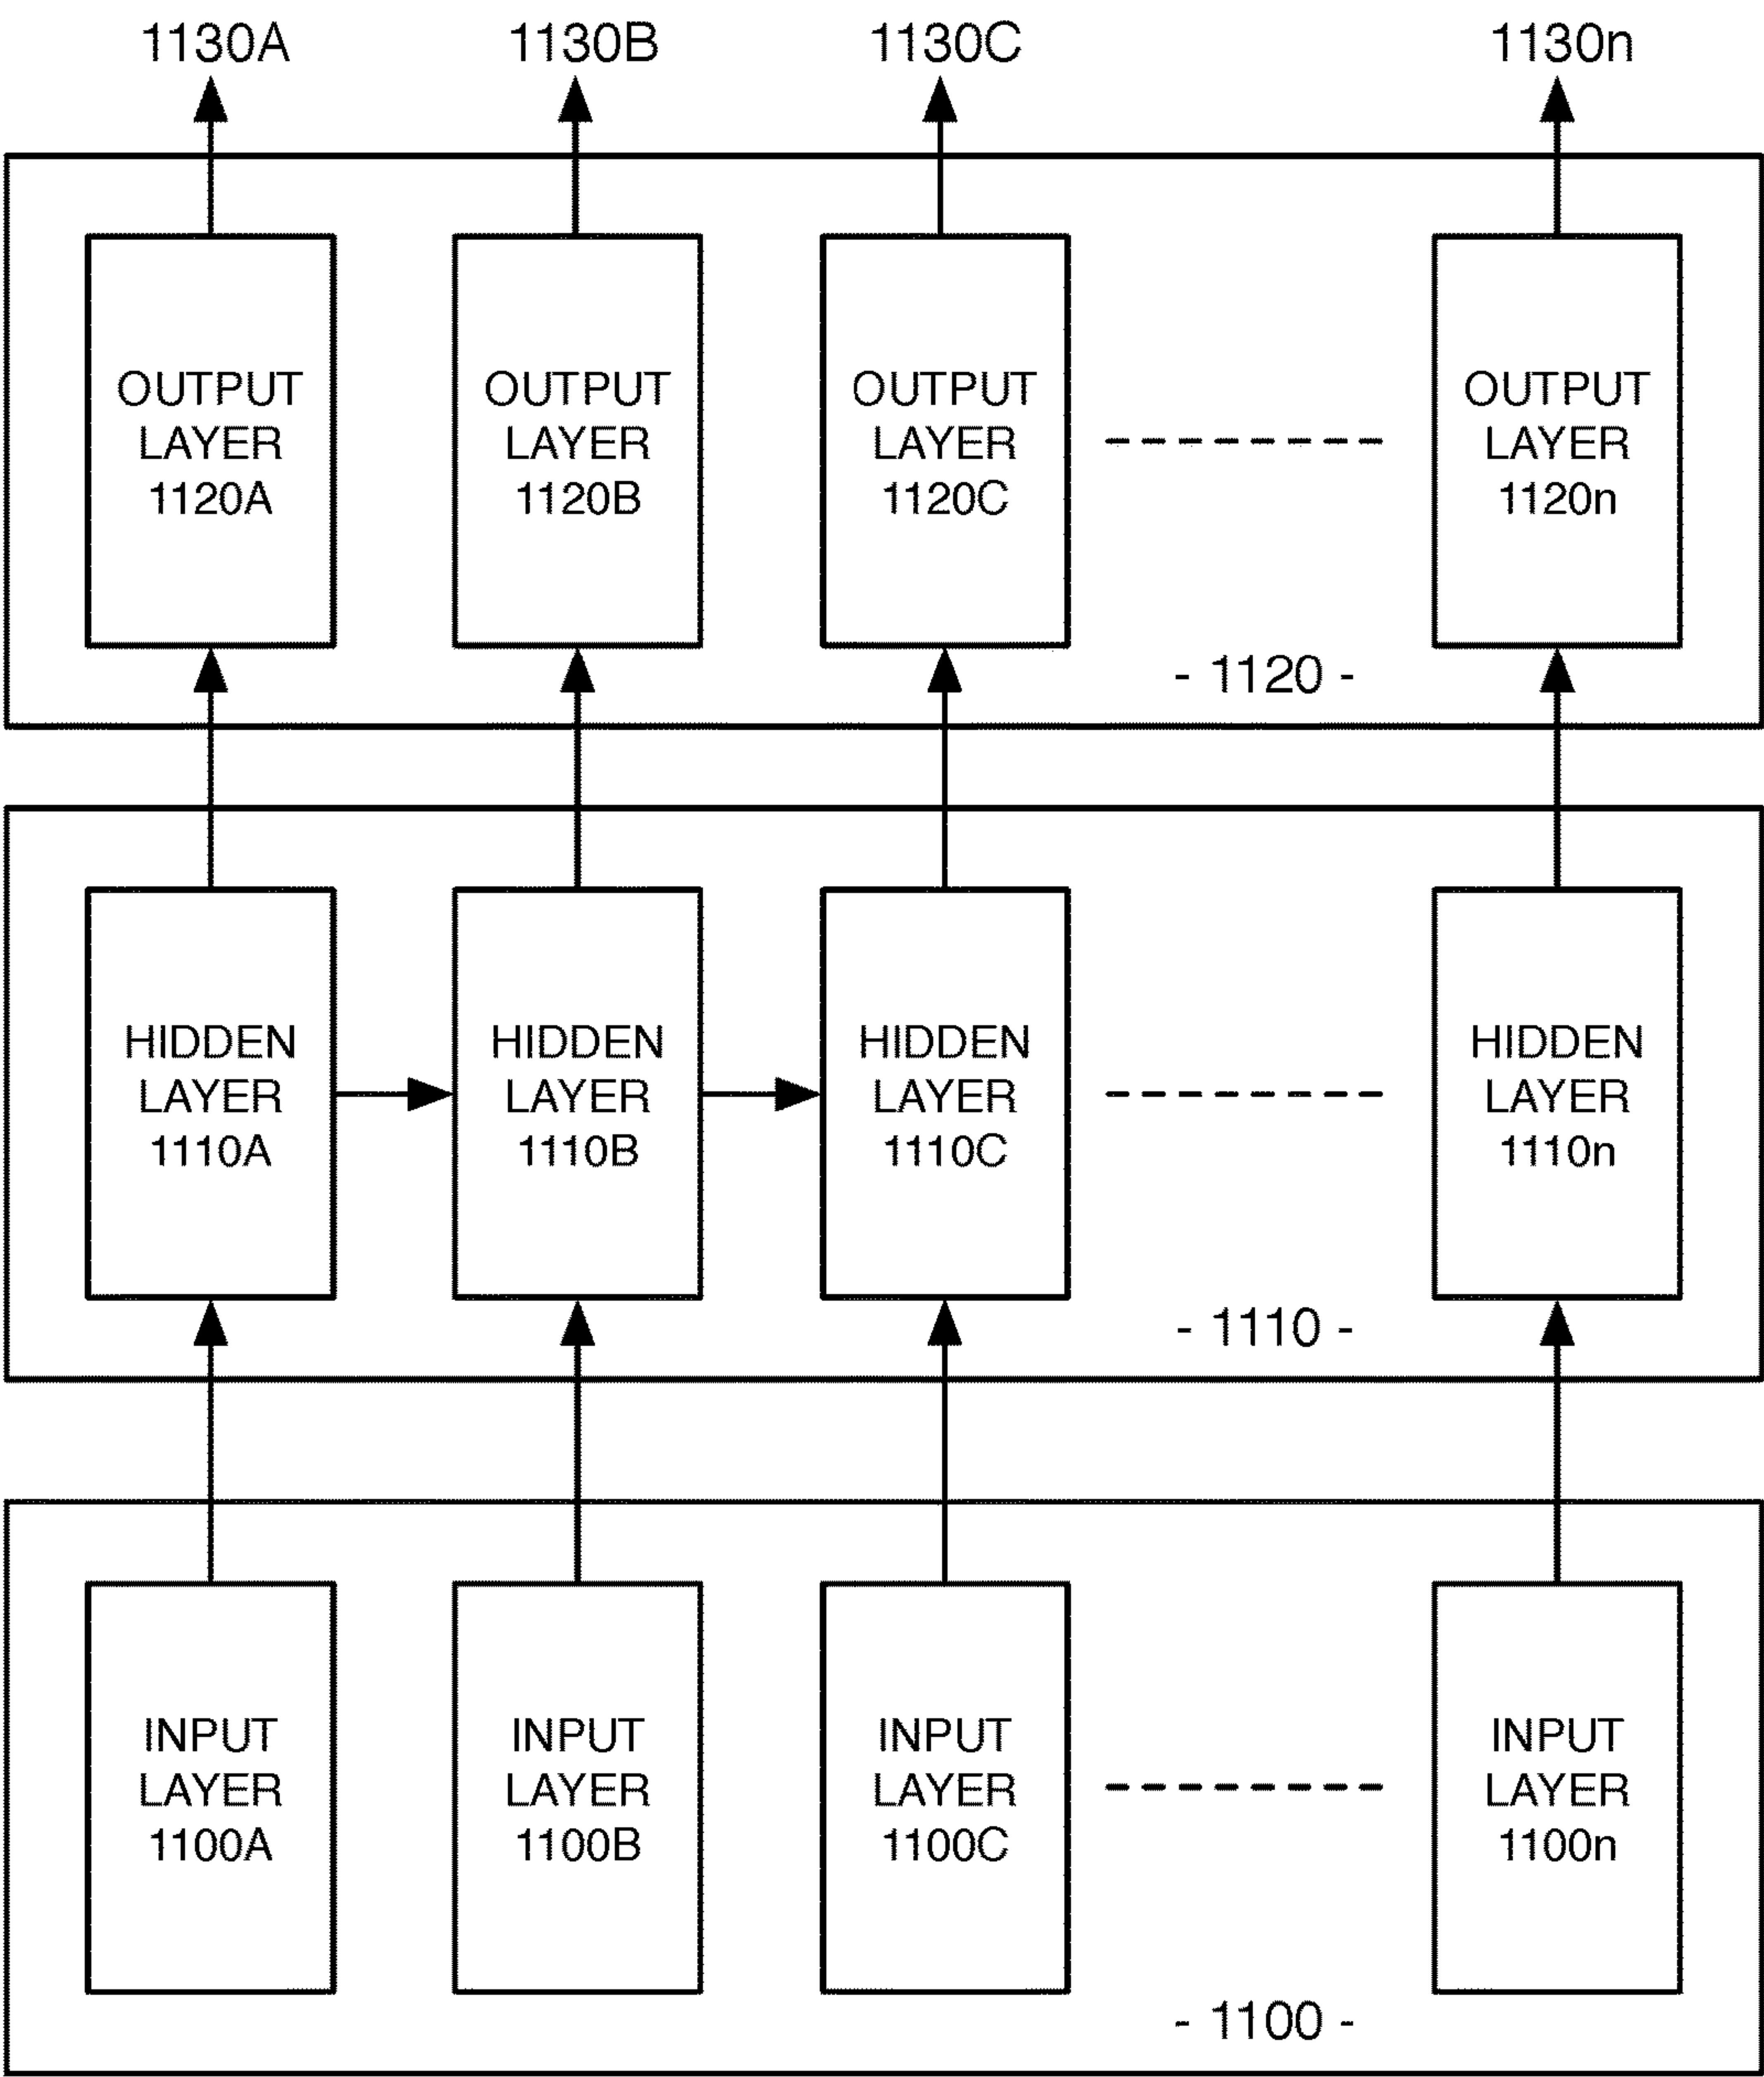 1130A
1130B
1130C
1130n
OUTPUT
LAYER
1120A
OUTPUT
LAYER
1120B
OUTPUT
LAYER
1120C
OUTPUT
LAYER
1120n
- 1120 -
HIDDEN
LAYER
1110A
HIDDEN
LAYER
1110B
HIDDEN
LAYER
1110C
HIDDEN
LAYER
1110n
- 1110 -
INPUT
LAYER
1100A
INPUT
LAYER
1100B
INPUT
LAYER
1100C
INPUT
LAYER
1100n
- 1100 -